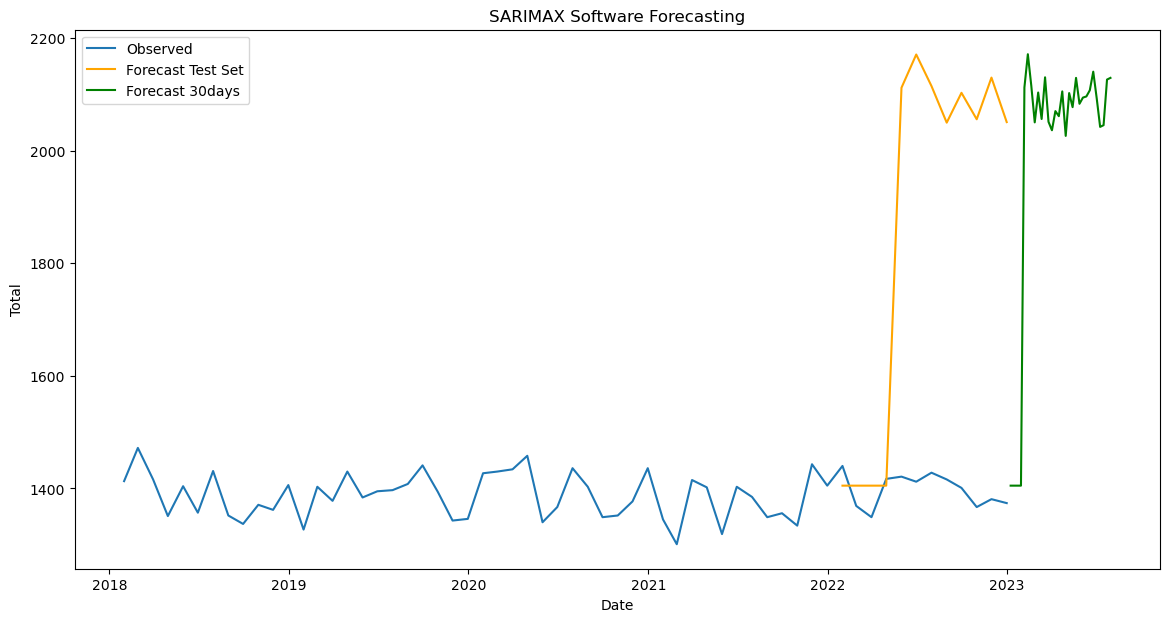 SARIMAX Software Forecasting
Observed
Forecast Test Set
Forecast 30days
2200
2000
1800
1600
1400
Total
2018 2019 2020 2021 2022 2023
Date